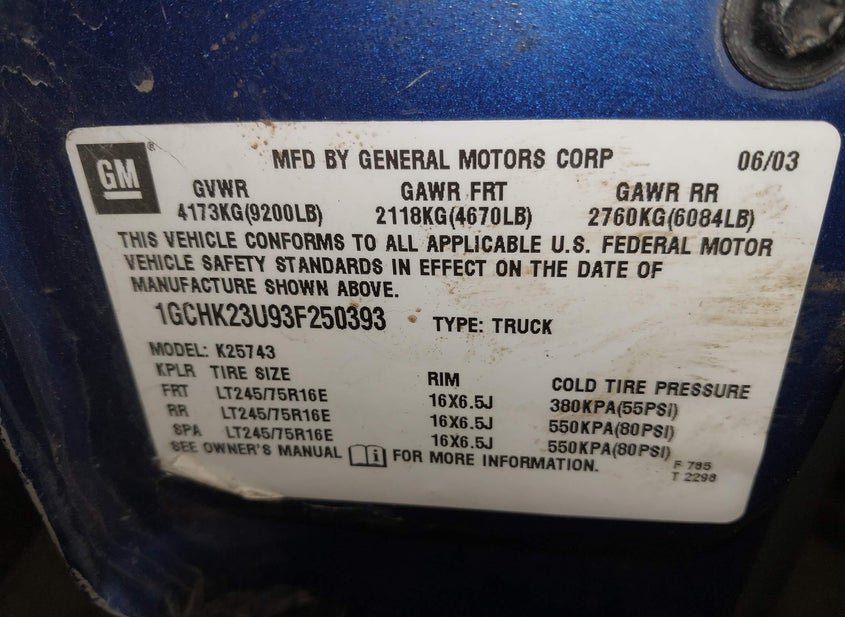 GM ®
MFD BY GENERAL MOTORS CORP 06/03
GVWR GAWR FRT GAWR RR
4173KG(9200LB) 2118KG(4670LB) 2760KG(6084LB)
THIS VEHICLE CONFORMS TO ALL APPLICABLE U.S. FEDERAL MOTOR
VEHICLE SAFETY STANDARDS IN EFFECT ON THE DATE OF
MANUFACTURE SHOWN ABOVE.
1GCHK23U93F250393 TYPE: TRUCK
MODEL: K25743
KPLR TIRE SIZE RIM COLD TIRE PRESSURE
FRT LT245/75R16E 16X6.5J 380KPA(55PSI)
RR LT245/75R16E 16X6.5J 550KPA(80PSI)
SPA LT245/75R16E 16X6.5J 550KPA(80PSI)
SEE OWNER'S MANUAL i FOR MORE INFORMATION.
F 795
T 2298